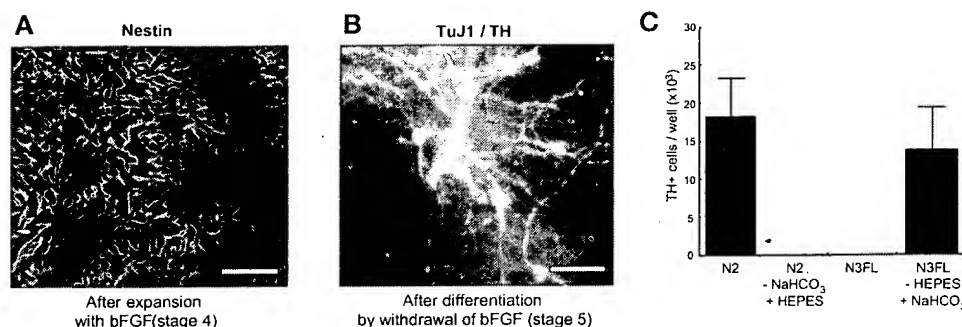 A
Nestin
After expansion
with bFGF(stage 4)
B
TuJ1 / TH
After differentiation
by withdrawal of bFGF (stage 5)
C
TH+ cells / well (x10³)
30
25
20
15
10
5
0
N2
N2
- NaHCO₃
+ HEPES
N3FL
N3FL
- HEPES
+ NaHCO₃